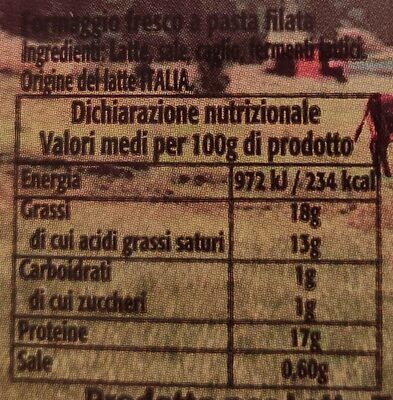 Formaggio fresco a pasta filata
Ingredienti: Latte, sale, caglio, fermenti lattici.
Origine del latte ITALIA.
Dichiarazione nutrizionale
Valori medi per 100g di prodotto
Energia 972 kJ / 234 kcal
Grassi 18g
di cui acidi grassi saturi 13g
Carboidrati 1g
di cui zuccheri 1g
Proteine 17g
Sale 0,60g